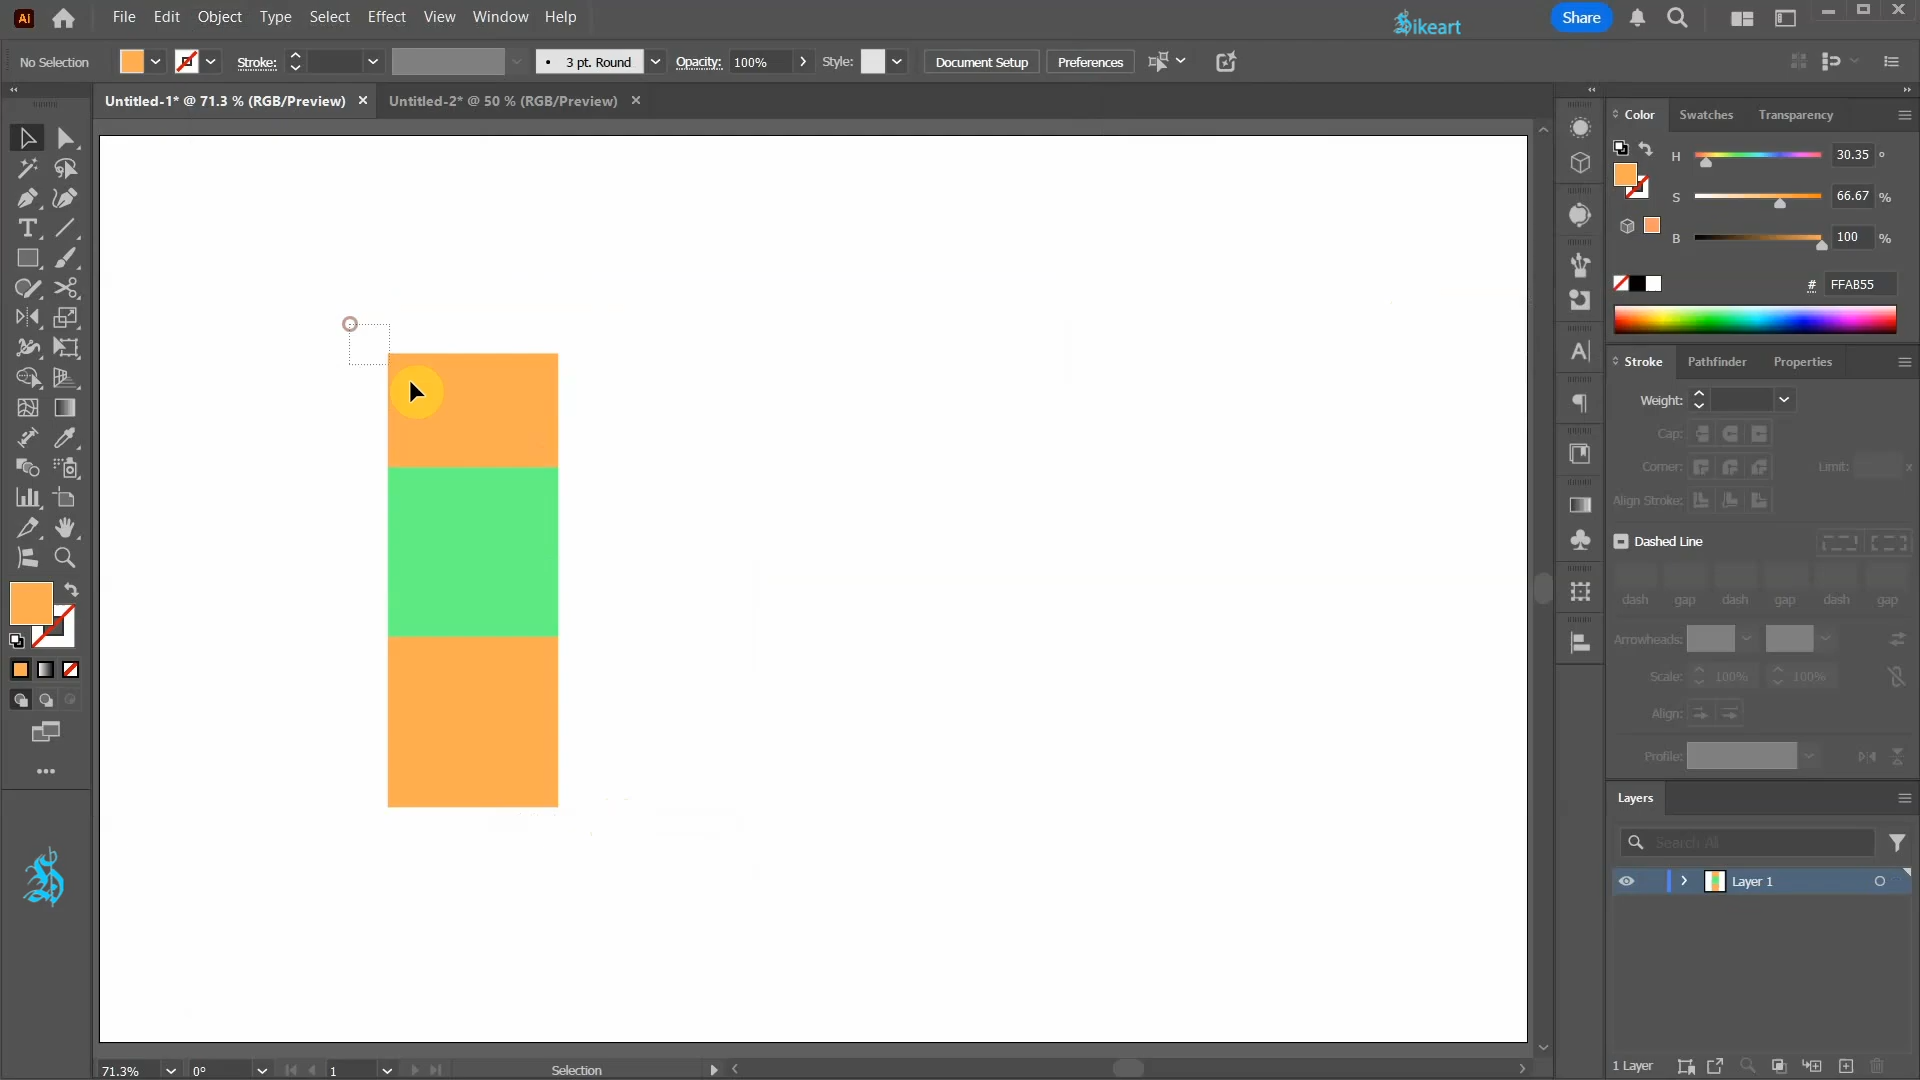 Ai File Edit Object Type Select Effect View Window Help Sikeart Share
No Selection Stroke: 3 pt. Round Opacity: 100% Style: Document Setup Preferences
Untitled-1* @ 71.3 % (RGB/Preview) Untitled-2* @ 50 % (RGB/Preview)
Color Swatches Transparency
H 30.35 °
S 66.67 %
B 100 %
# FFAB55
Stroke Pathfinder Properties
Weight:
Cap:
Corner: Limit: x
Align Stroke:
Dashed Line
dash gap dash gap dash gap
Arrowheads:
Scale: 100% 100%
Align:
Profile:
Layers
Search All
Layer 1
1 Layer
71.3% 0° 1 Selection